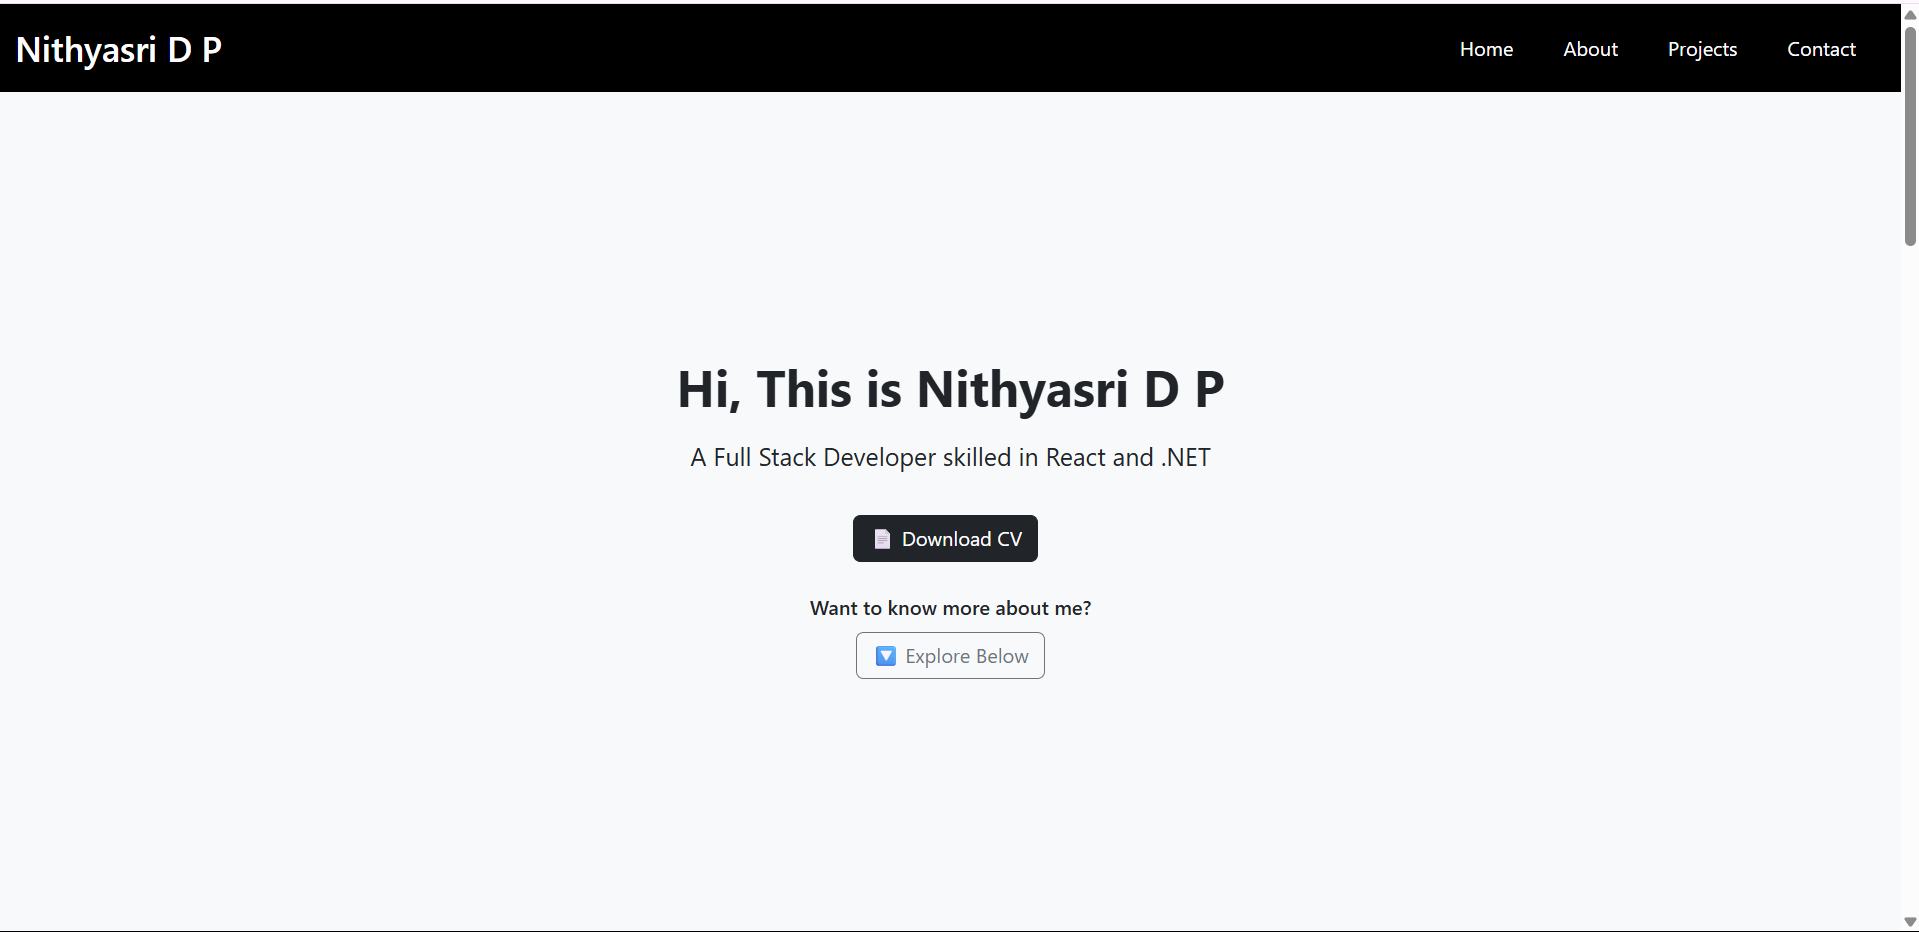 Nithyasri D P
Home About Projects Contact
Hi, This is Nithyasri D P
A Full Stack Developer skilled in React and .NET
Download CV
Want to know more about me?
Explore Below